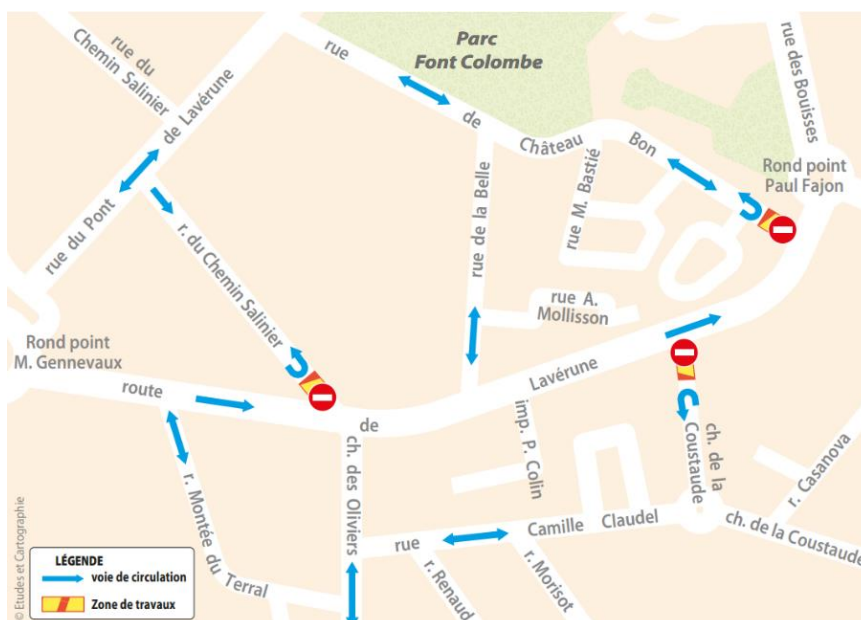 rue du
Chemin Salinier
rue
de
Château
Bon
Parc
Font Colombe
rue des Bouisses
Rond point
Paul Fajon
rue du Pont
de Lavérune
r. du Chemin Salinier
rue de la Belle
rue M. Bastié
rue A.
Mollisson
Rond point
M. Gennevaux
route
de
Lavérune
r. Montée du Terral
ch. des Oliviers
imp. P. Colin
ch. de la
Coustaude
r. Casanova
ch. de la Coustaude
rue
Camille
Claudel
r. Renaud
r. Morisot
© Etudes et Cartographie
LÉGENDE
voie de circulation
Zone de travaux